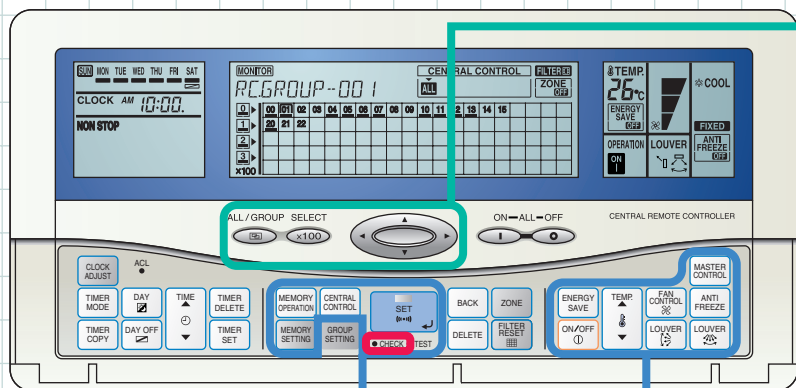 SUN MON TUE WED THU FRI SAT
CLOCK AM 10:00.
NON STOP
MONITOR
CENTRAL CONTROL
FILTER
RCGROUP-001
ALL
ZONE
OFF
0 00 01 02 03 04 05 06 07 08 09 10 11 12 13 14 15
1 20 21 22
2
3
×100
TEMP.
26°C
ENERGY
SAVE
OFF
COOL
FIXED
OPERATION
ON
LOUVER
ANTI
FREEZE
OFF
ALL/GROUP SELECT
×100
ON—ALL—OFF
CENTRAL REMOTE CONTROLLER
CLOCK
ADJUST
ACL
TIMER
MODE
DAY
TIME
TIMER
DELETE
TIMER
COPY
DAY OFF
TIMER
SET
MEMORY
OPERATION
CENTRAL
CONTROL
SET
MEMORY
SETTING
GROUP
SETTING
CHECK
TEST
BACK
ZONE
DELETE
FILTER
RESET
MASTER
CONTROL
ENERGY
SAVE
TEMP.
FAN
CONTROL
ANTI
FREEZE
ON/OFF
LOUVER
LOUVER